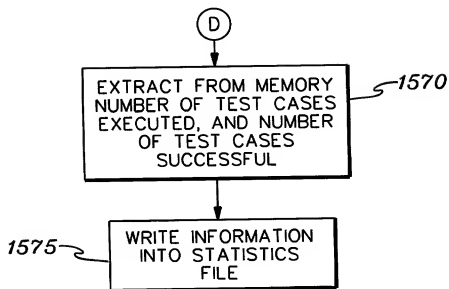 D
EXTRACT FROM MEMORY
NUMBER OF TEST CASES
EXECUTED, AND NUMBER
OF TEST CASES
SUCCESSFUL
1570
WRITE INFORMATION
INTO STATISTICS
FILE
1575